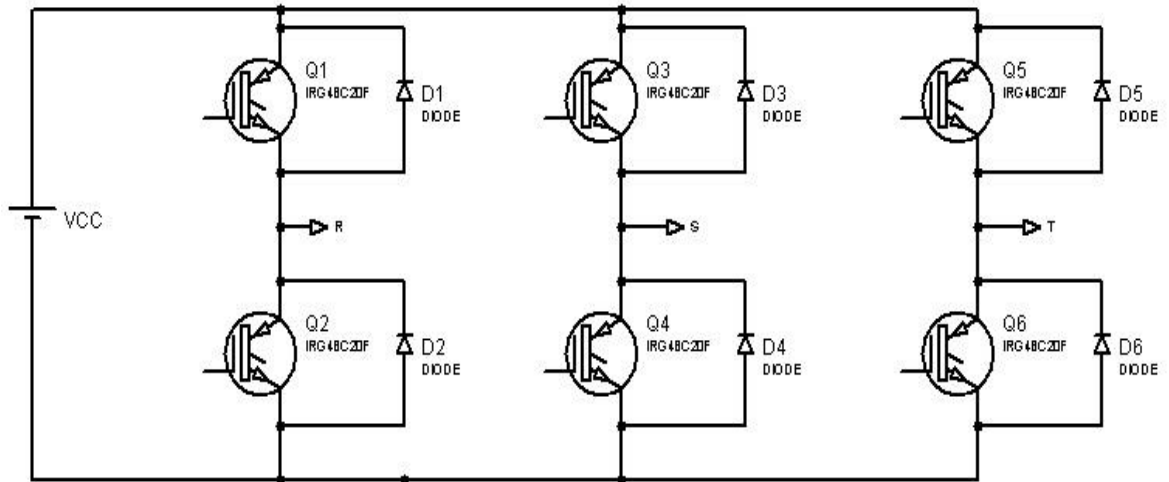 Q1
IRG4BC20F
D1
DIODE
Q3
IRG4BC20F
D3
DIODE
Q5
IRG4BC20F
D5
DIODE
VCC
R
S
T
Q2
IRG4BC20F
D2
DIODE
Q4
IRG4BC20F
D4
DIODE
Q6
IRG4BC20F
D6
DIODE